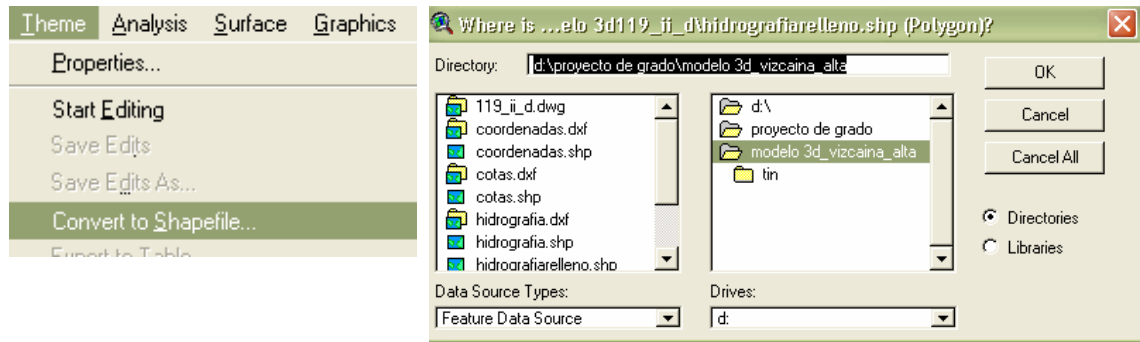 Theme Analysis Surface Graphics
Properties...
Start Editing
Save Edits
Save Edits As...
Convert to Shapefile...
Export to Table
Where is ...elo 3d119_ii_d\hidrografiarelleno.shp (Polygon)?
Directory: d:\proyecto de grado\modelo 3d_vizcaina_alta
OK
Cancel
Cancel All
119_ii_d.dwg
coordenadas.dxf
coordenadas.shp
cotas.dxf
cotas.shp
hidrografia.dxf
hidrografia.shp
hidrografiarelleno.shp
d:\
proyecto de grado
modelo 3d_vizcaina_alta
tin
Directories
Libraries
Data Source Types:
Feature Data Source
Drives:
d: